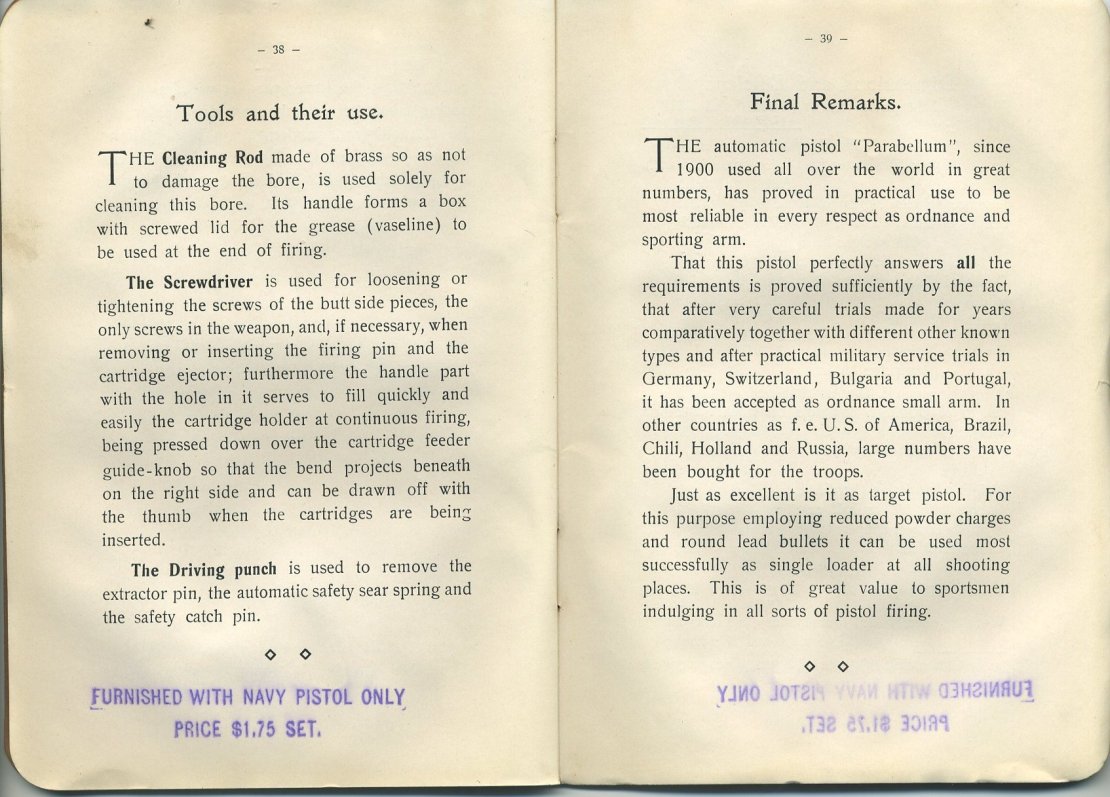 – 38 –
Tools and their use.
THE Cleaning Rod made of brass so as not
to damage the bore, is used solely for
cleaning this bore. Its handle forms a box
with screwed lid for the grease (vaseline) to
be used at the end of firing.
The Screwdriver is used for loosening or
tightening the screws of the butt side pieces, the
only screws in the weapon, and, if necessary, when
removing or inserting the firing pin and the
cartridge ejector; furthermore the handle part
with the hole in it serves to fill quickly and
easily the cartridge holder at continuous firing,
being pressed down over the cartridge feeder
guide-knob so that the bend projects beneath
on the right side and can be drawn off with
the thumb when the cartridges are being
inserted.
The Driving punch is used to remove the
extractor pin, the automatic safety sear spring and
the safety catch pin.
FURNISHED WITH NAVY PISTOL ONLY
PRICE $1.75 SET.
– 39 –
Final Remarks.
THE automatic pistol “Parabellum”, since
1900 used all over the world in great
numbers, has proved in practical use to be
most reliable in every respect as ordnance and
sporting arm.
That this pistol perfectly answers all the
requirements is proved sufficiently by the fact,
that after very careful trials made for years
comparatively together with different other known
types and after practical military service trials in
Germany, Switzerland, Bulgaria and Portugal,
it has been accepted as ordnance small arm. In
other countries as f. e. U. S. of America, Brazil,
Chili, Holland and Russia, large numbers have
been bought for the troops.
Just as excellent is it as target pistol. For
this purpose employing reduced powder charges
and round lead bullets it can be used most
successfully as single loader at all shooting
places. This is of great value to sportsmen
indulging in all sorts of pistol firing.
FURNISHED WITH NAVY PISTOL ONLY
PRICE $1.75 SET.